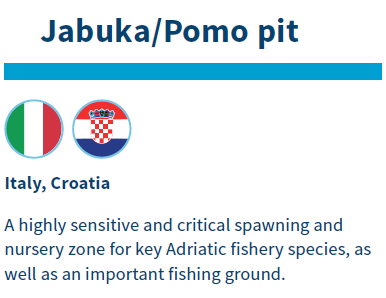 Jabuka/Pomo pit
Italy, Croatia
A highly sensitive and critical spawning and
nursery zone for key Adriatic fishery species, as
well as an important fishing ground.